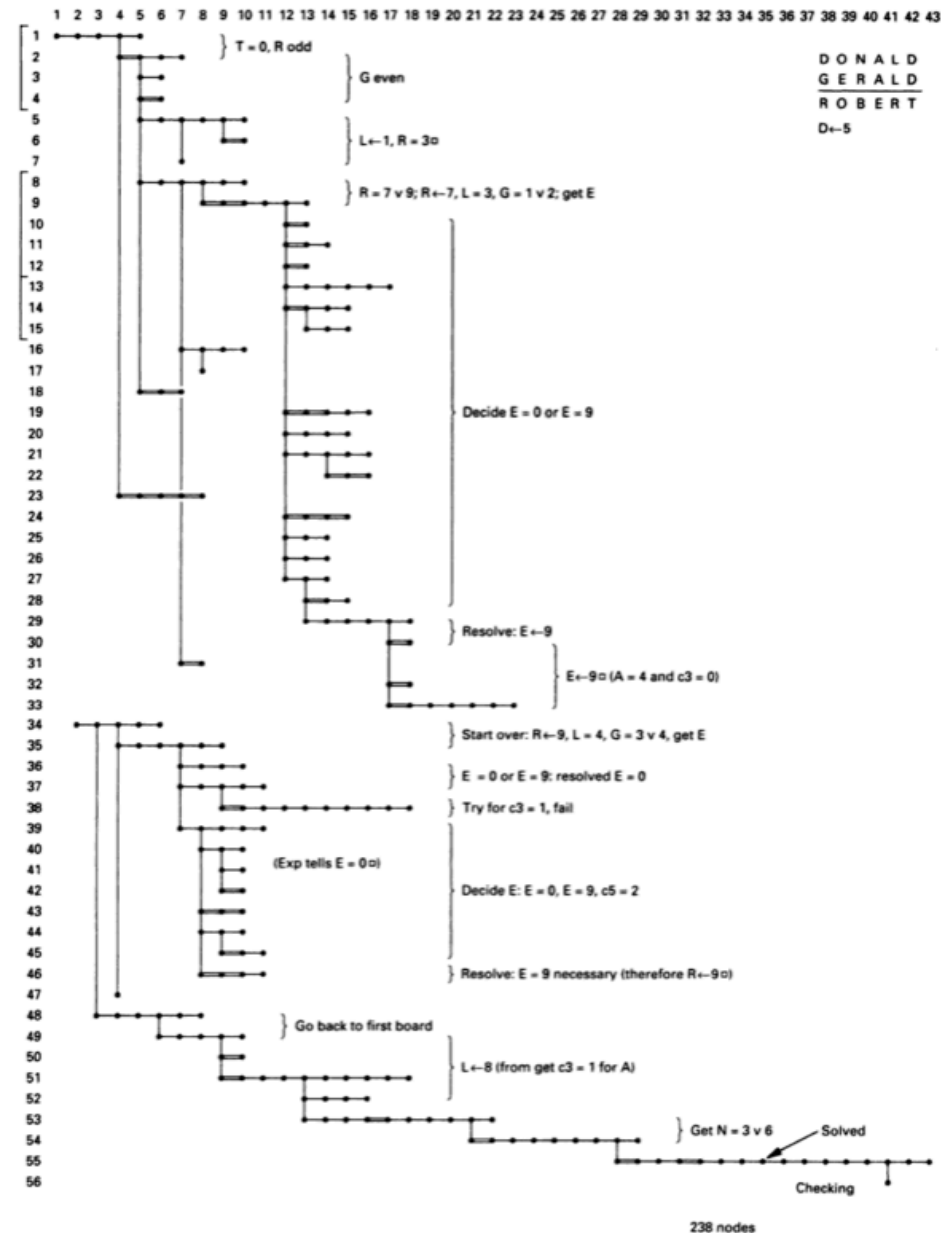 1 2 3 4 5 6 7 8 9 10 11 12 13 14 15 16 17 18 19 20 21 22 23 24 25 26 27 28 29 30 31 32 33 34 35 36 37 38 39 40 41 42 43
1
T = 0, R odd
D O N A L D
2
G E R A L D
3
G even
R O B E R T
4
D←5
5
6
L←1, R = 3¤
7
8
R = 7 v 9; R←7, L = 3, G = 1 v 2; get E
9
10
11
12
13
14
15
16
17
18
19
Decide E = 0 or E = 9
20
21
22
23
24
25
26
27
28
29
Resolve: E←9
30
31
E←9¤ (A = 4 and c3 = 0)
32
33
34
Start over: R←9, L = 4, G = 3 v 4, get E
35
36
E = 0 or E = 9: resolved E = 0
37
38
Try for c3 = 1, fail
39
40
(Exp tells E = 0¤)
41
42
Decide E: E = 0, E = 9, c5 = 2
43
44
45
46
Resolve: E = 9 necessary (therefore R←9¤)
47
48
Go back to first board
49
50
L←8 (from get c3 = 1 for A)
51
52
53
Get N = 3 v 6
Solved
54
55
56
Checking
238 nodes